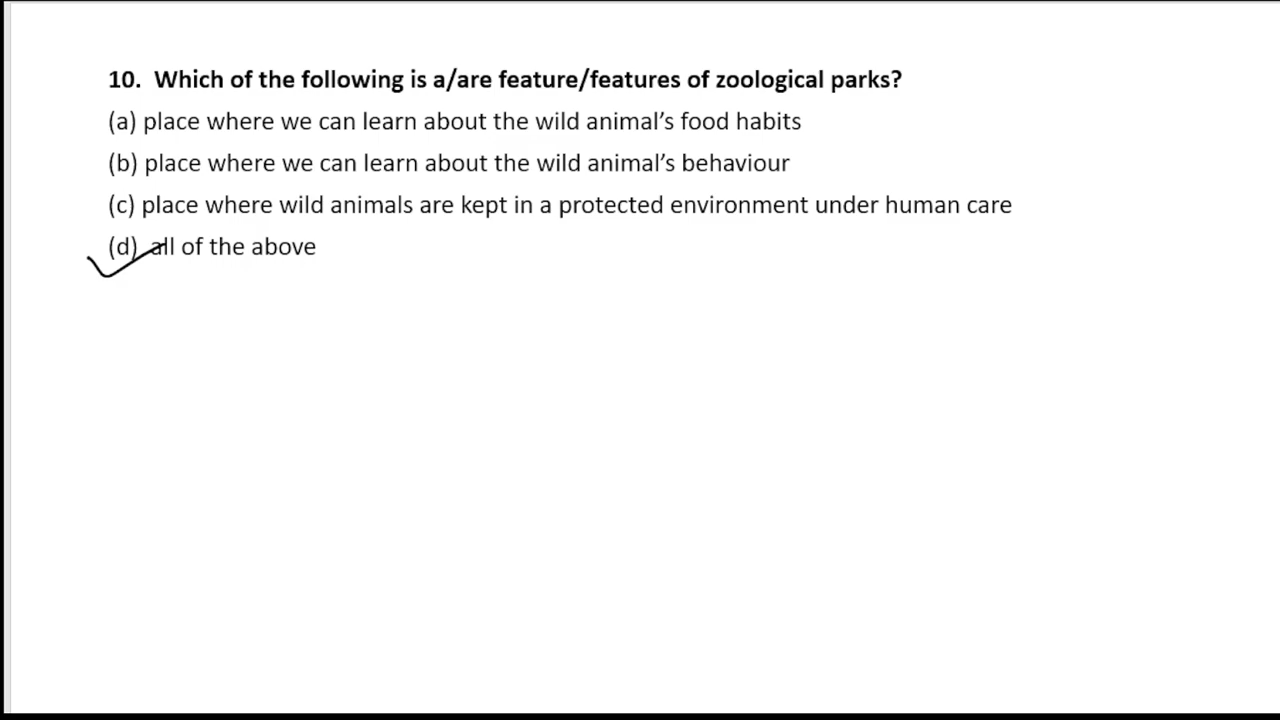 10. Which of the following is a/are feature/features of zoological parks?
(a) place where we can learn about the wild animal’s food habits
(b) place where we can learn about the wild animal’s behaviour
(c) place where wild animals are kept in a protected environment under human care
(d) all of the above